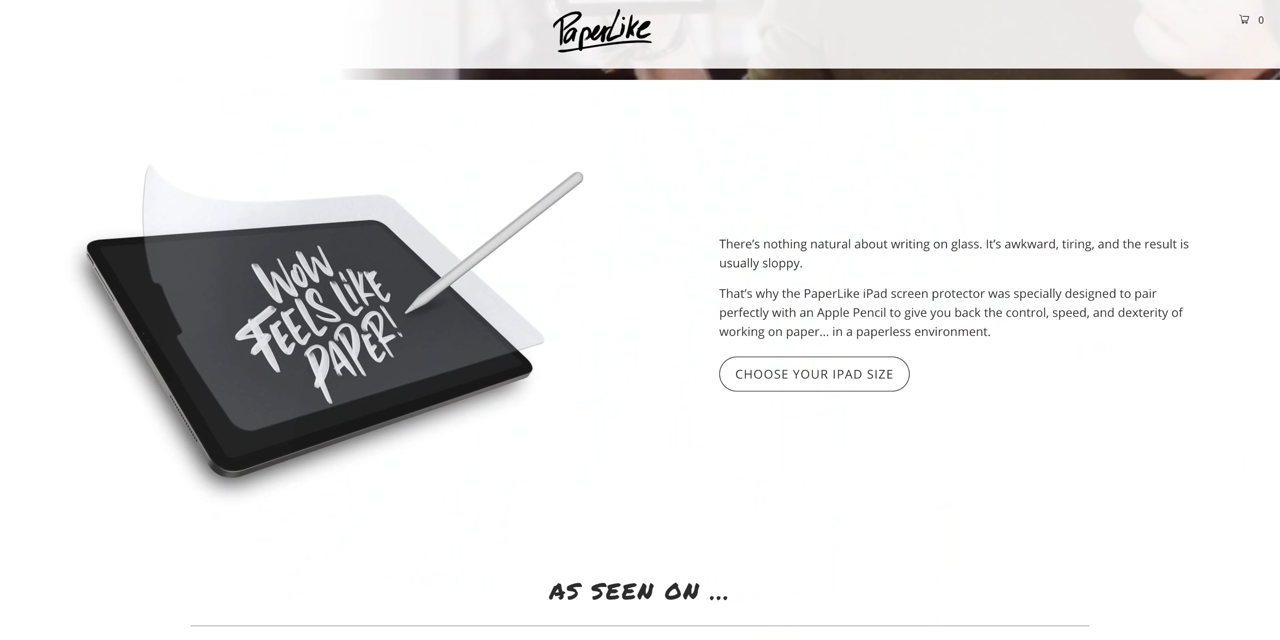 PaperLike
0
WOW
FEELS LIKE
PAPER!
There’s nothing natural about writing on glass. It’s awkward, tiring, and the result is
usually sloppy.
That’s why the PaperLike iPad screen protector was specially designed to pair
perfectly with an Apple Pencil to give you back the control, speed, and dexterity of
working on paper... in a paperless environment.
CHOOSE YOUR IPAD SIZE
AS SEEN ON ...